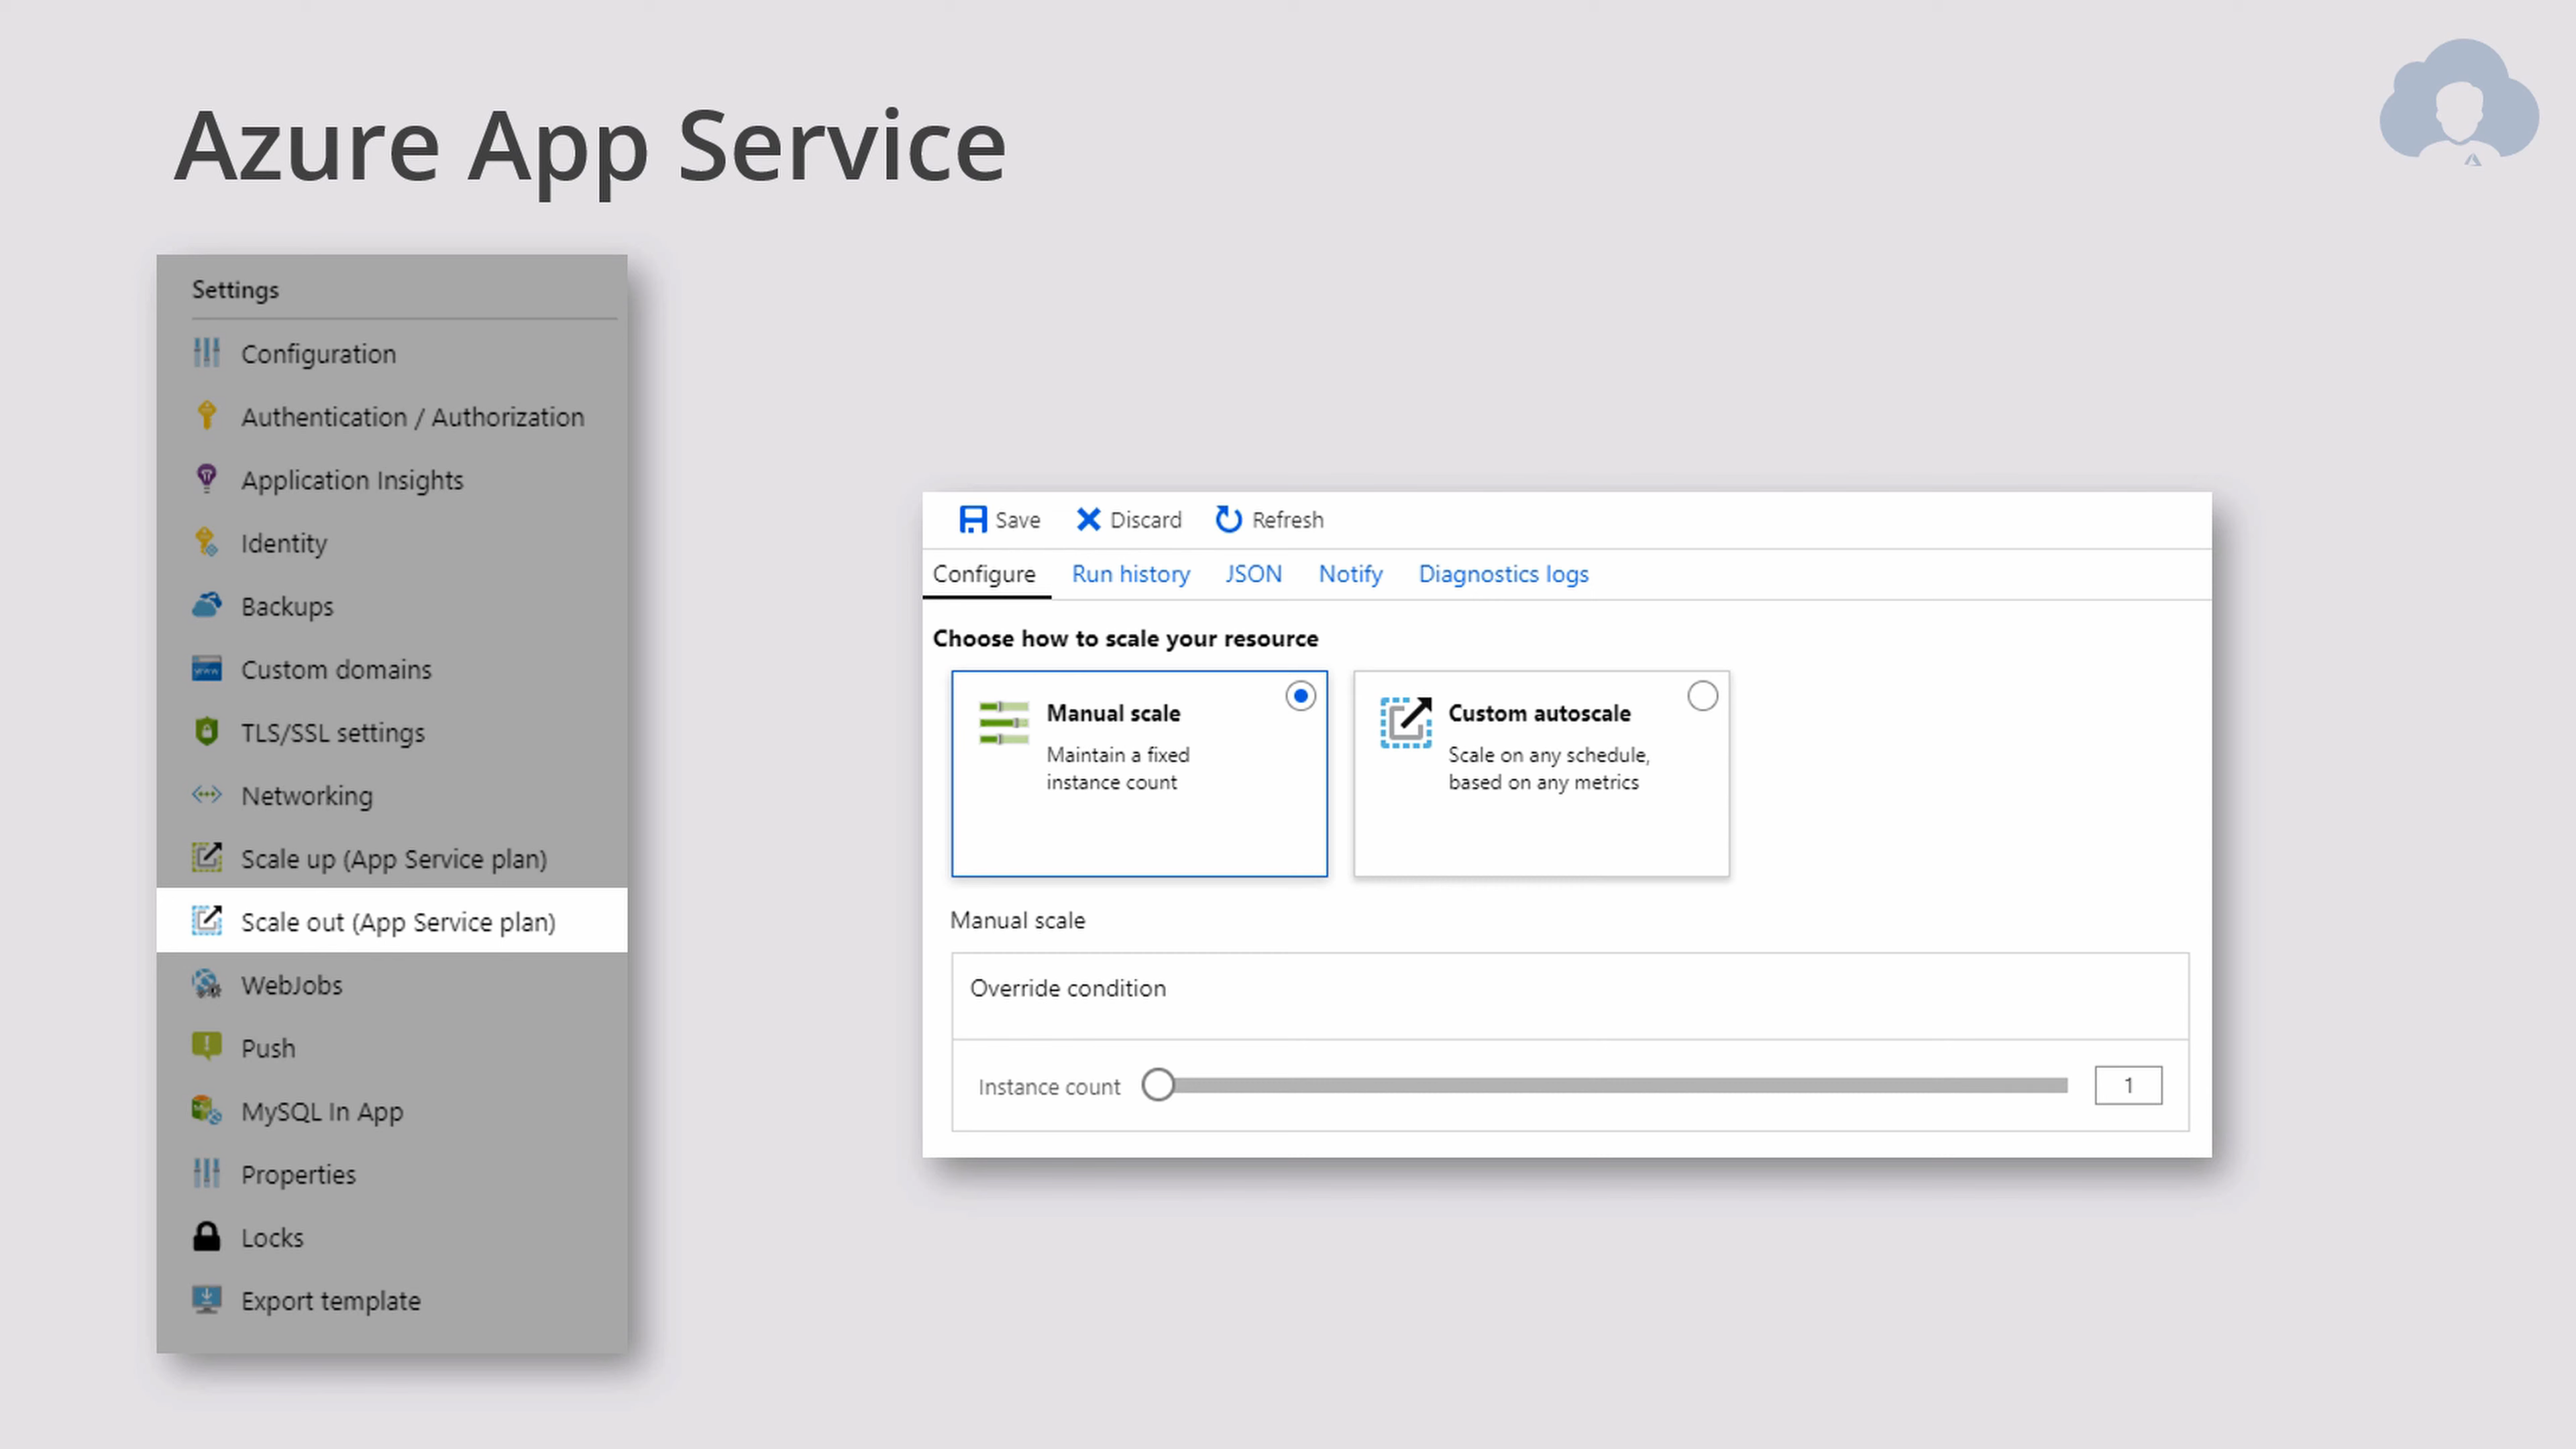 Azure App Service
Settings
Configuration
Authentication / Authorization
Application Insights
Identity
Backups
Custom domains
TLS/SSL settings
Networking
Scale up (App Service plan)
Scale out (App Service plan)
WebJobs
Push
MySQL In App
Properties
Locks
Export template
Save Discard Refresh
Configure Run history JSON Notify Diagnostics logs
Choose how to scale your resource
Manual scale
Maintain a fixed
instance count
Custom autoscale
Scale on any schedule,
based on any metrics
Manual scale
Override condition
Instance count 1